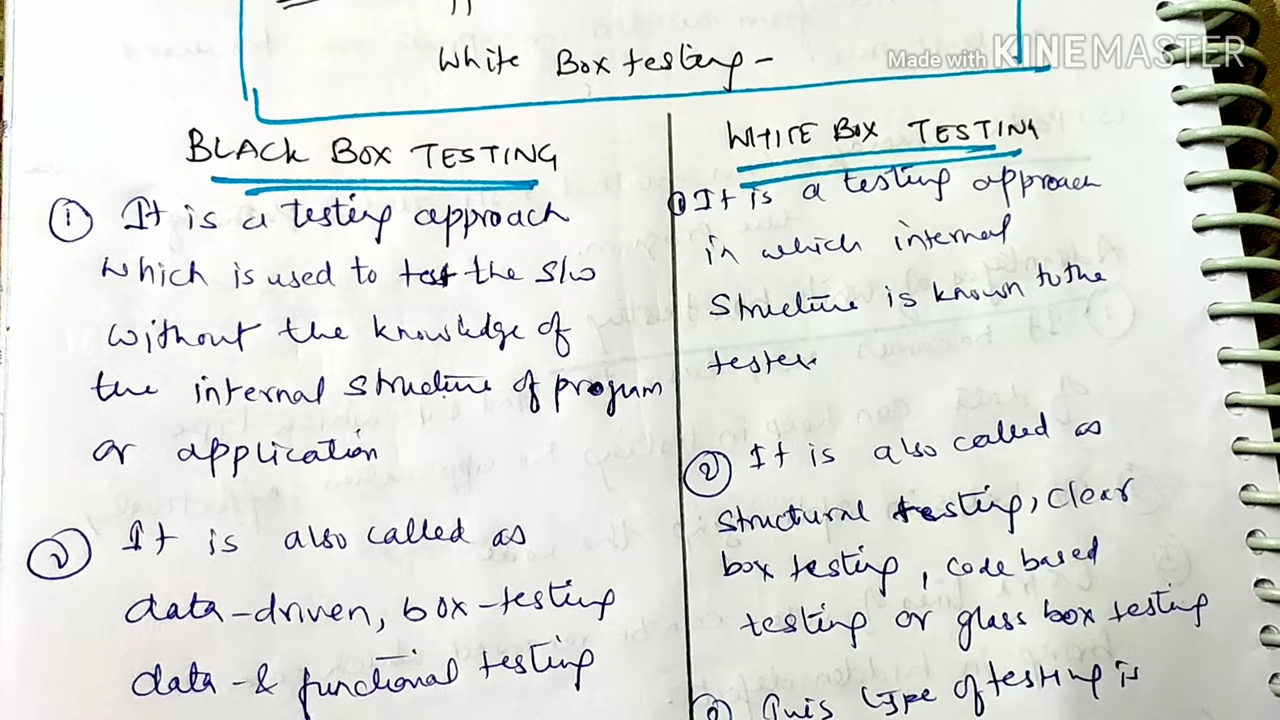 White Box testing -
Made with KINEMASTER
BLACK BOX TESTING
① It is a testing approach
which is used to test the S/w
without the knowledge of
the internal structure of program
or application
② It is also called as
data-driven, box-testing
data-& functional testing
WHITE BOX TESTING
① It is a testing approach
in which internal
structure is known to the
tester
② It is also called as
structural testing, clear
box testing, code based
testing or glass box testing
This type of testing is